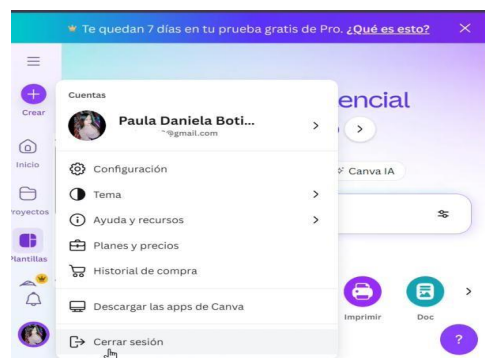 Te quedan 7 días en tu prueba gratis de Pro. ¿Qué es esto?
Crear
Inicio
Proyectos
Plantillas
Cuentas
Paula Daniela Boti...
@gmail.com
Configuración
Tema
Ayuda y recursos
Planes y precios
Historial de compra
Descargar las apps de Canva
Cerrar sesión
encial
Canva IA
Imprimir
Doc
?